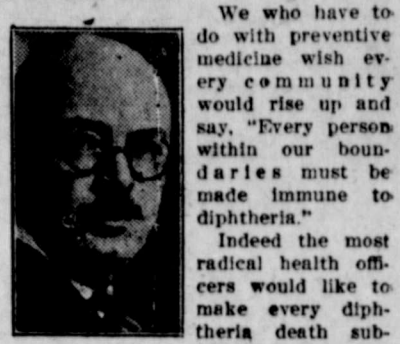 We who have to
do with preventive
medicine wish ev-
ery community
would rise up and
say, "Every person
within our boun-
daries must be
made immune to
diphtheria."
Indeed the most
radical health offi-
cers would like to
make every diph-
theria death sub-